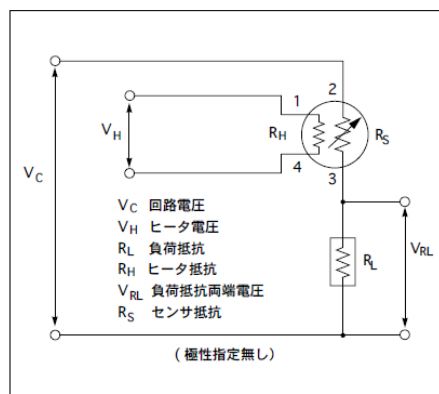 1
2
R_H
R_S
V_H
4
3
V_C
V_C 回路電圧
V_H ヒータ電圧
R_L 負荷抵抗
R_H ヒータ抵抗
V_RL 負荷抵抗両端電圧
R_S センサ抵抗
R_L
V_RL
(極性指定無し)